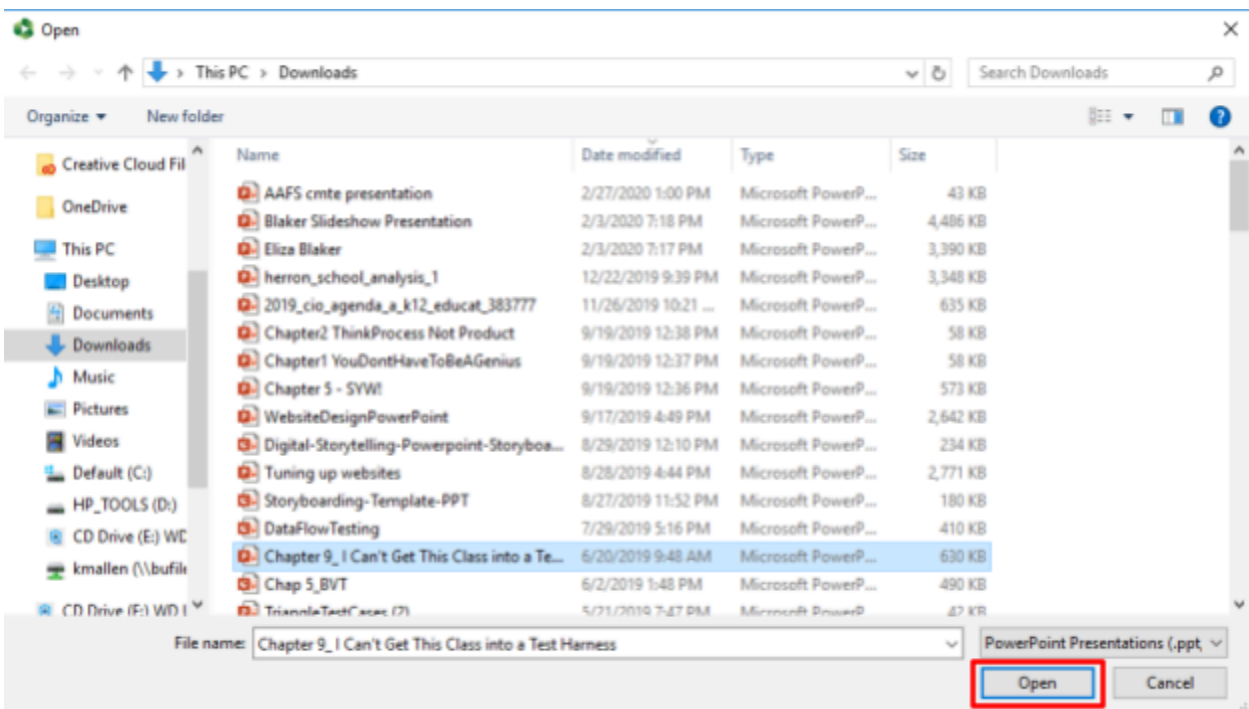 Open
This PC > Downloads
Search Downloads
Organize
New folder
Name Date modified Type Size
Creative Cloud Fil
OneDrive
This PC
Desktop
Documents
Downloads
Music
Pictures
Videos
Default (C:)
HP_TOOLS (D:)
CD Drive (E:) WD
kmallen (\\bufile
CD Drive (F:) WD
AAFS cmte presentation 2/27/2020 1:00 PM Microsoft PowerP... 43 KB
Blaker Slideshow Presentation 2/3/2020 7:18 PM Microsoft PowerP... 4,486 KB
Eliza Blaker 2/3/2020 7:17 PM Microsoft PowerP... 3,390 KB
herron_school_analysis_1 12/22/2019 9:39 PM Microsoft PowerP... 3,348 KB
2019_cio_agenda_a_k12_educat_383777 11/26/2019 10:21 ... Microsoft PowerP... 635 KB
Chapter2 ThinkProcess Not Product 9/19/2019 12:38 PM Microsoft PowerP... 58 KB
Chapter1 YouDontHaveToBeAGenius 9/19/2019 12:37 PM Microsoft PowerP... 58 KB
Chapter 5 - SYW! 9/19/2019 12:36 PM Microsoft PowerP... 573 KB
WebsiteDesignPowerPoint 9/17/2019 4:49 PM Microsoft PowerP... 2,642 KB
Digital-Storytelling-Powerpoint-Storyboa... 8/29/2019 12:10 PM Microsoft PowerP... 234 KB
Tuning up websites 8/28/2019 4:44 PM Microsoft PowerP... 2,771 KB
Storyboarding-Template-PPT 8/27/2019 11:52 PM Microsoft PowerP... 180 KB
DataFlowTesting 7/29/2019 5:16 PM Microsoft PowerP... 410 KB
Chapter 9_ I Can't Get This Class into a Te... 6/20/2019 9:48 AM Microsoft PowerP... 630 KB
Chap 5_BVT 6/2/2019 1:48 PM Microsoft PowerP... 490 KB
TriangleTestCases (2) 5/21/2019 7:47 PM Microsoft PowerP... 42 KB
File name: Chapter 9_ I Can't Get This Class into a Test Harness
PowerPoint Presentations (.ppt,
Open Cancel